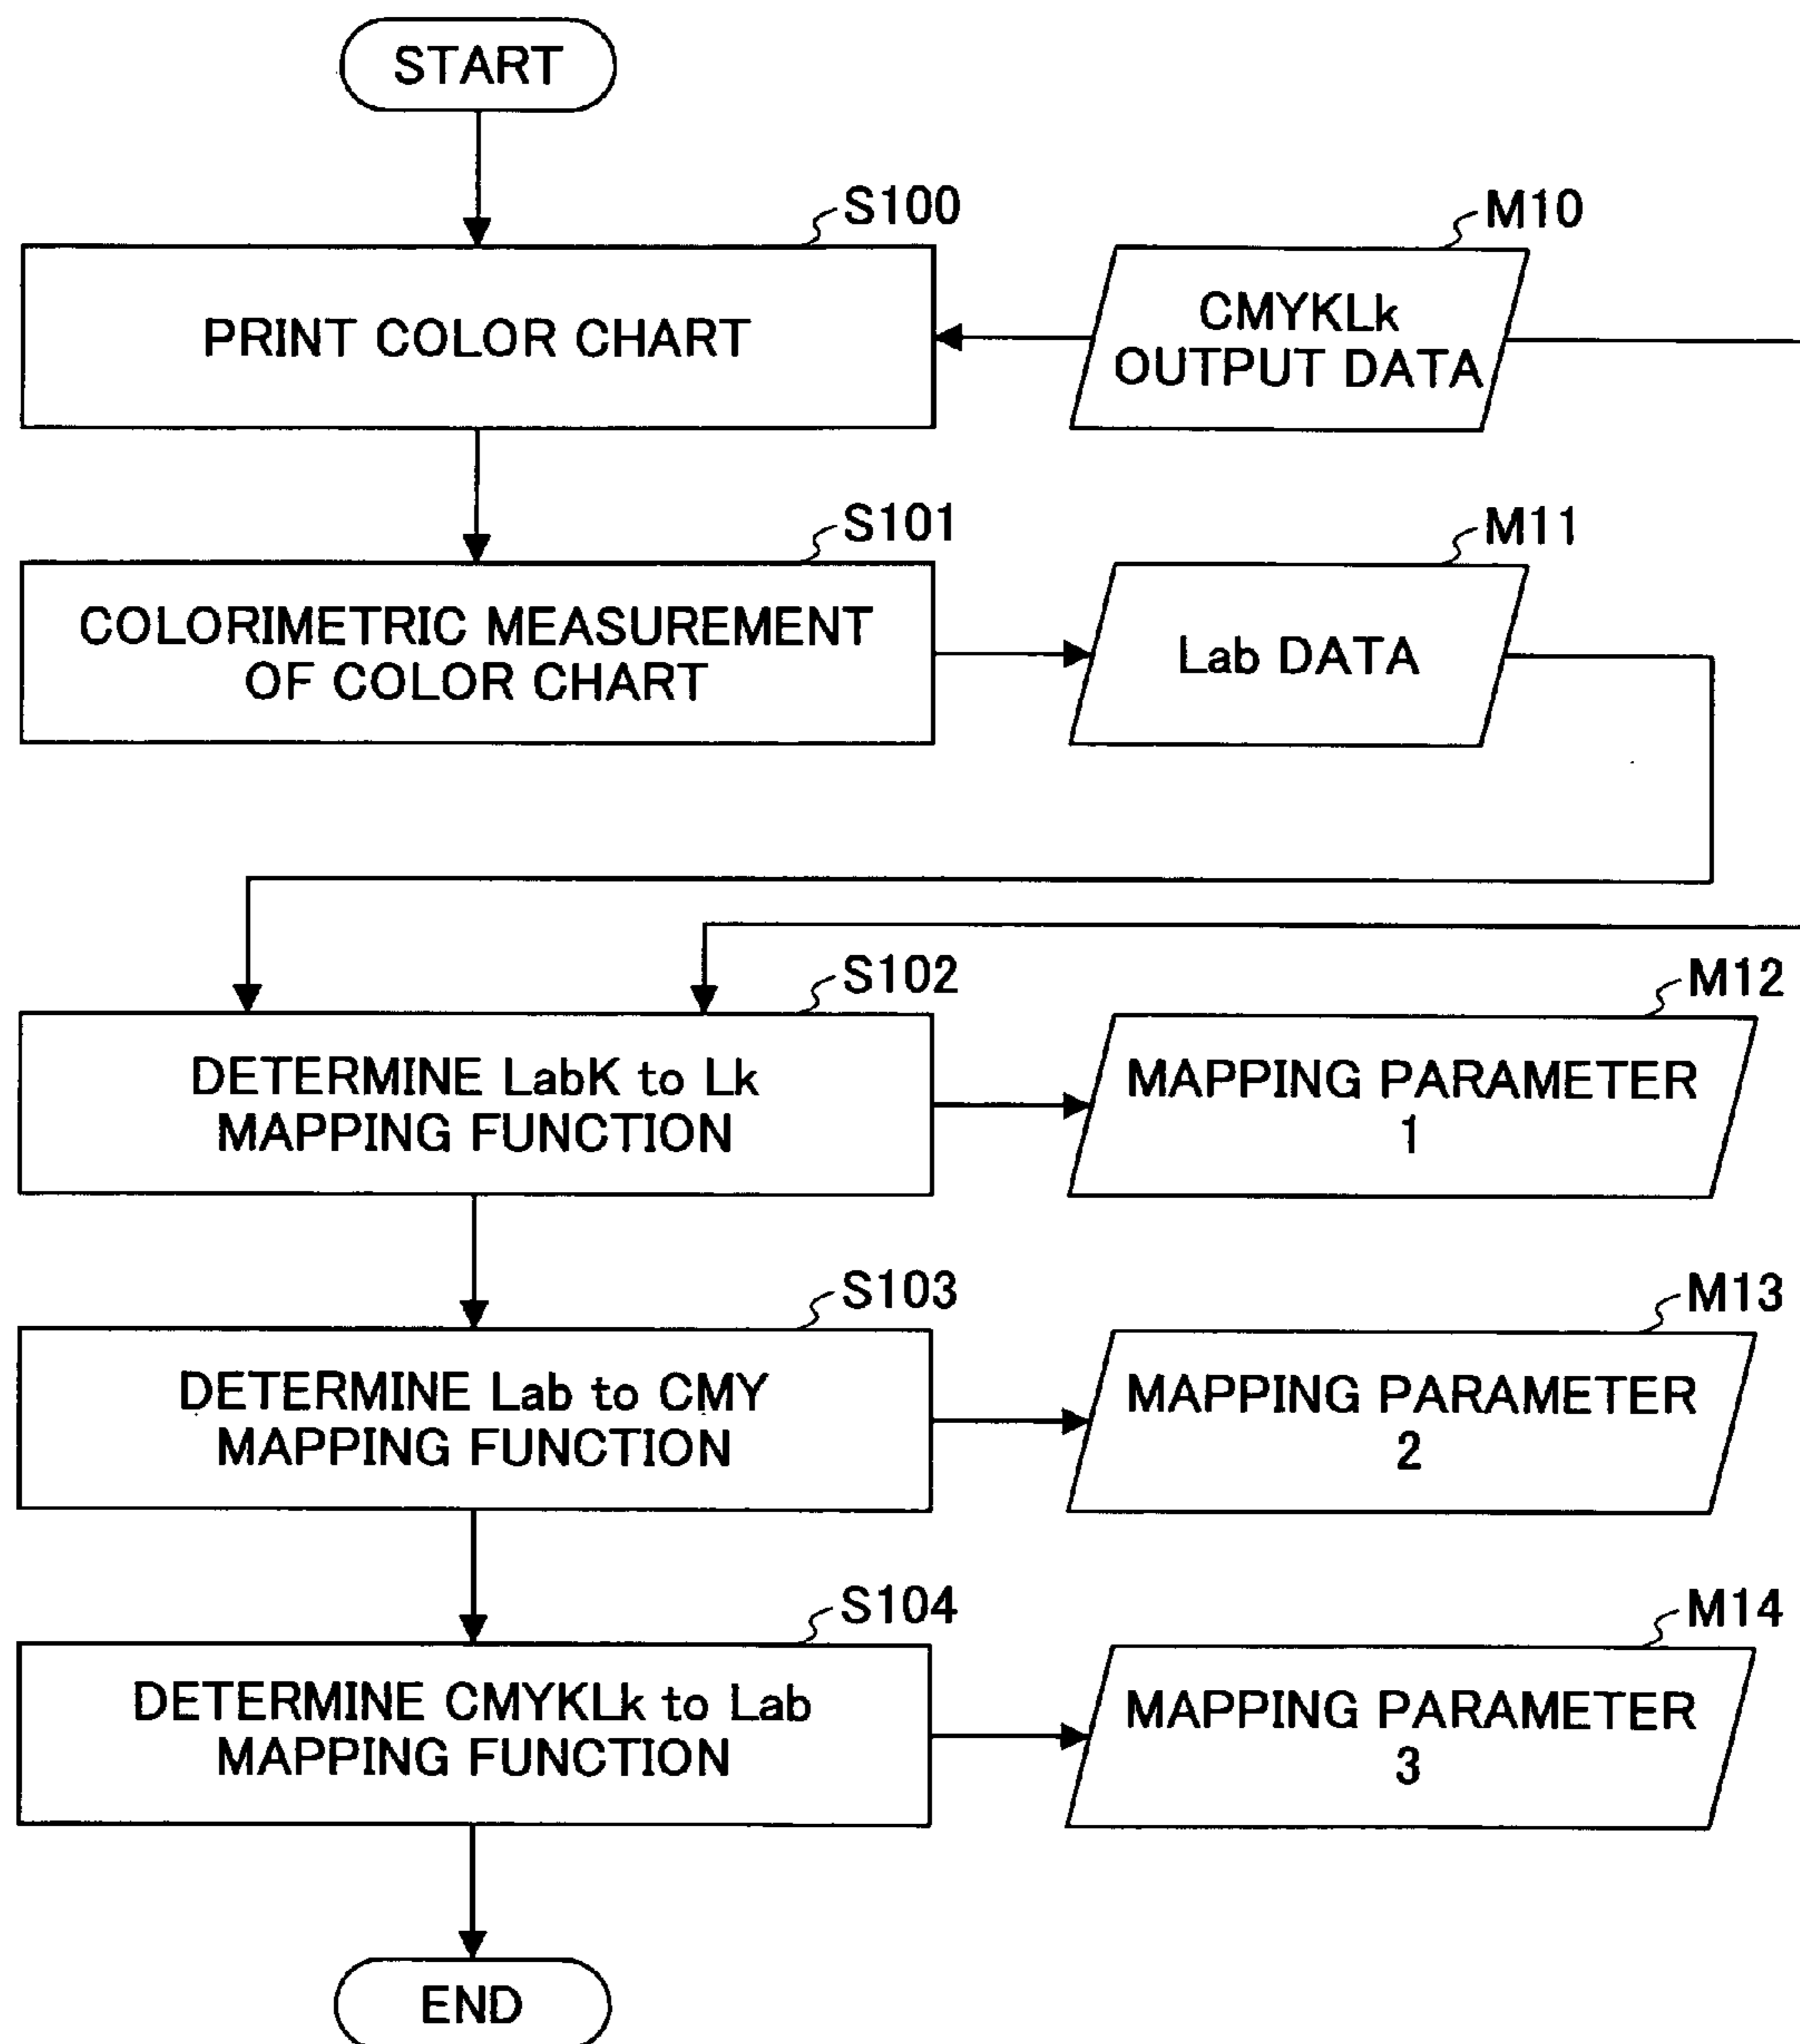 START
S100
M10
PRINT COLOR CHART
CMYKLk
OUTPUT DATA
S101
M11
COLORIMETRIC MEASUREMENT
OF COLOR CHART
Lab DATA
S102
M12
DETERMINE LabK to Lk
MAPPING FUNCTION
MAPPING PARAMETER
1
S103
M13
DETERMINE Lab to CMY
MAPPING FUNCTION
MAPPING PARAMETER
2
S104
M14
DETERMINE CMYKLk to Lab
MAPPING FUNCTION
MAPPING PARAMETER
3
END